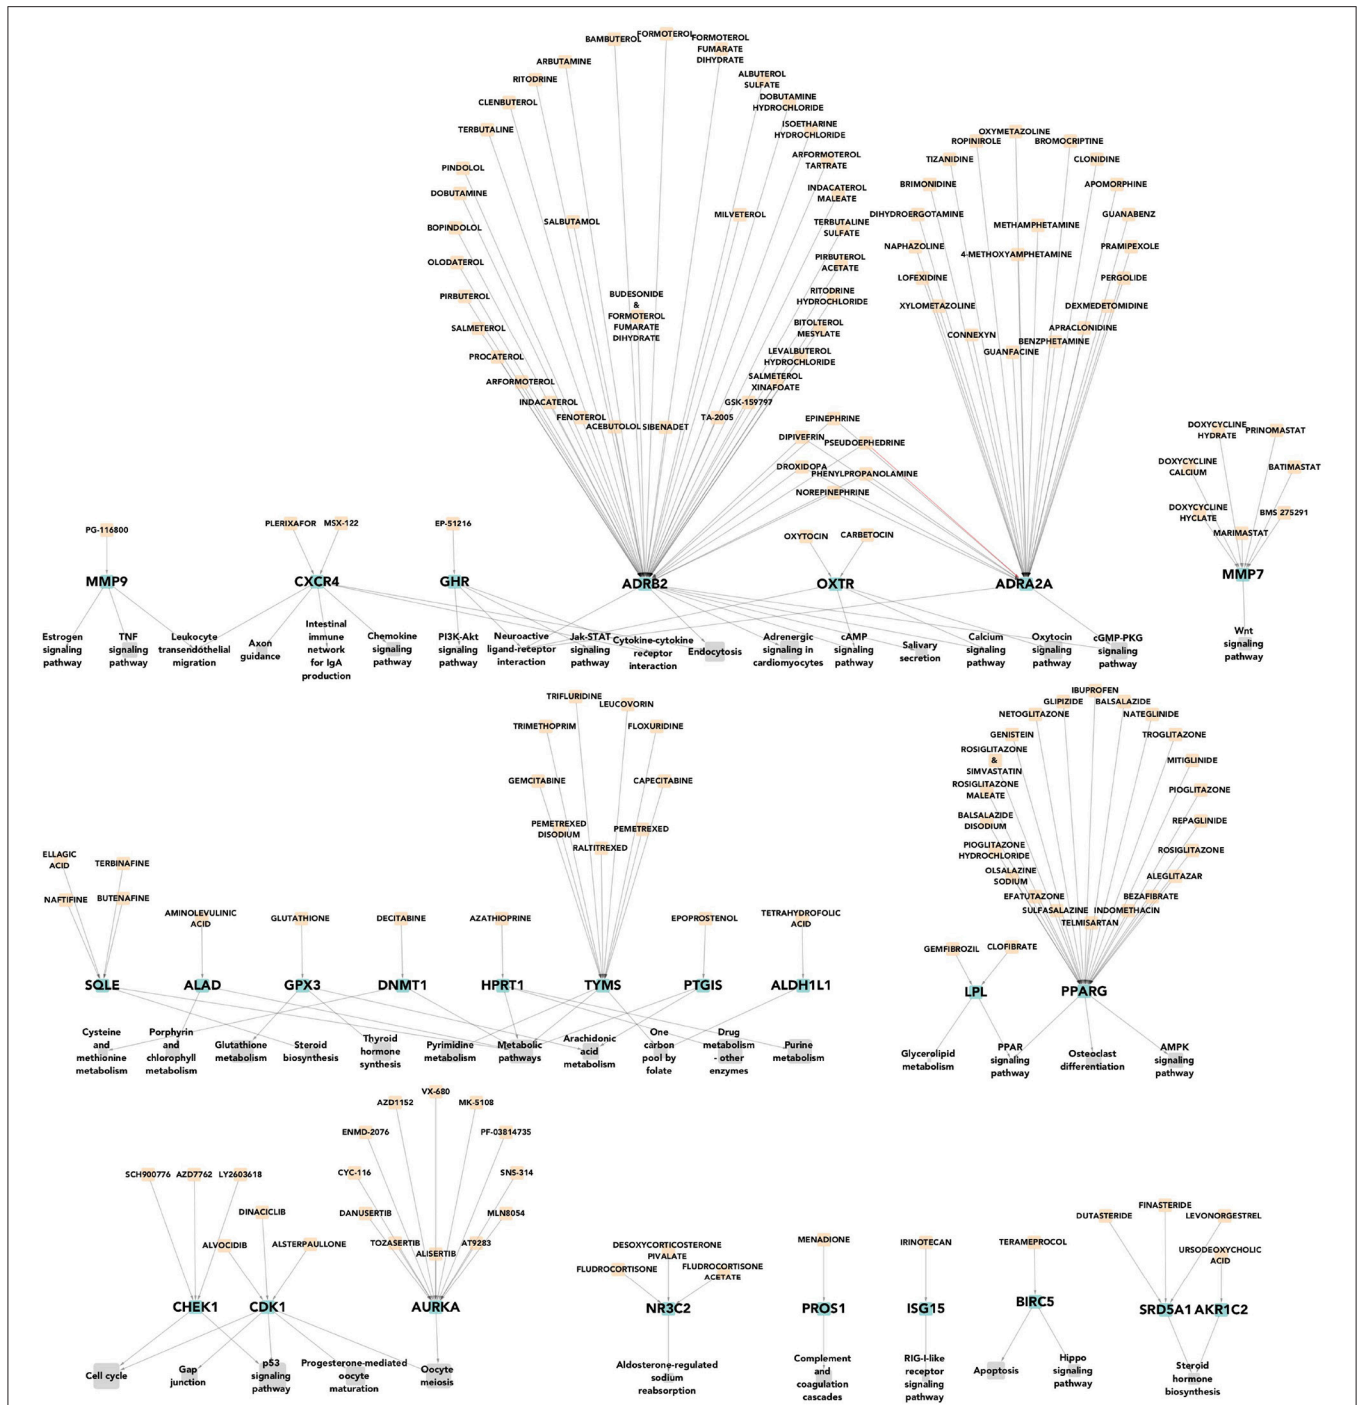 BAMBUTEROL
FORMOTEROL
FORMOTEROL
FUMARATE
DIHYDRATE
ARBUTAMINE
RITODRINE
CLENBUTEROL
TERBUTALINE
PINDOLOL
DOBUTAMINE
BOPINDOLOL
OLODATEROL
PIRBUTEROL
SALMETEROL
PROCATEROL
ARFORMOTEROL
INDACATEROL
FENOTEROL
ACEBUTOLOL
SIBENADET
SALBUTAMOL
BUDESONIDE
&
FORMOTEROL
FUMARATE
DIHYDRATE
MILVETEROL
ALBUTEROL
SULFATE
DOBUTAMINE
HYDROCHLORIDE
ISOETHARINE
HYDROCHLORIDE
ARFORMOTEROL
TARTRATE
INDACATEROL
MALEATE
TERBUTALINE
SULFATE
PIRBUTEROL
ACETATE
RITODRINE
HYDROCHLORIDE
BITOLTEROL
MESYLATE
LEVALBUTEROL
HYDROCHLORIDE
SALMETEROL
XINAFOATE
GSK-159797
TA-2005
OXYMETAZOLINE
ROPINIROLE
BROMOCRIPTINE
TIZANIDINE
CLONIDINE
BRIMONIDINE
APOMORPHINE
DIHYDROERGOTAMINE
GUANABENZ
METHAMPHETAMINE
NAPHAZOLINE
4-METHOXYAMPHETAMINE
PRAMIPEXOLE
LOFEXIDINE
PERGOLIDE
XYLOMETAZOLINE
DEXMEDETOMIDINE
CONNEXYN
APRACLONIDINE
BENZPHETAMINE
GUANFACINE
EPINEPHRINE
DIPIVEFRIN
PSEUDOEPHEDRINE
DROXIDOPA
PHENYLPROPANOLAMINE
NOREPINEPHRINE
DOXYCYCLINE
HYDRATE
PRINOMASTAT
DOXYCYCLINE
CALCIUM
BATIMASTAT
DOXYCYCLINE
HYCLATE
BMS 275291
MARIMASTAT
PG-116800
PLERIXAFOR
MSX-122
EP-51216
OXYTOCIN
CARBETOCIN
MMP9
CXCR4
GHR
ADRB2
OXTR
ADRA2A
MMP7
Estrogen
signaling
pathway
TNF
signaling
pathway
Leukocyte
transendothelial
migration
Axon
guidance
Intestinal
immune
network
for IgA
production
Chemokine
signaling
pathway
PI3K-Akt
signaling
pathway
Neuroactive
ligand-receptor
interaction
Jak-STAT
signaling
pathway
Cytokine-cytokine
receptor
interaction
Endocytosis
Adrenergic
signaling in
cardiomyocytes
cAMP
signaling
pathway
Salivary
secretion
Calcium
signaling
pathway
Oxytocin
signaling
pathway
cGMP-PKG
signaling
pathway
Wnt
signaling
pathway
TRIFLURIDINE
LEUCOVORIN
TRIMETHOPRIM
FLOXURIDINE
GEMCITABINE
CAPECITABINE
PEMETREXED
DISODIUM
PEMETREXED
RALTITREXED
IBUPROFEN
GLIPIZIDE
BALSALAZIDE
NETOGLITAZONE
NATEGLINIDE
GENISTEIN
TROGLITAZONE
ROSIGLITAZONE
&
SIMVASTATIN
MITIGLINIDE
ROSIGLITAZONE
MALEATE
PIOGLITAZONE
BALSALAZIDE
DISODIUM
REPAGLINIDE
PIOGLITAZONE
HYDROCHLORIDE
ROSIGLITAZONE
OLSALAZINE
SODIUM
ALEGLITAZAR
EFATUTAZONE
BEZAFIBRATE
SULFASALAZINE
INDOMETHACIN
TELMISARTAN
ELLAGIC
ACID
TERBINAFINE
NAFTIFINE
BUTENAFINE
AMINOLEVULINIC
ACID
GLUTATHIONE
DECITABINE
AZATHIOPRINE
EPOPROSTENOL
TETRAHYDROFOLIC
ACID
GEMFIBROZIL
CLOFIBRATE
SQLE
ALAD
GPX3
DNMT1
HPRT1
TYMS
PTGIS
ALDH1L1
LPL
PPARG
Cysteine
and
methionine
metabolism
Porphyrin
and
chlorophyll
metabolism
Glutathione
metabolism
Steroid
biosynthesis
Thyroid
hormone
synthesis
Pyrimidine
metabolism
Metabolic
pathways
Arachidonic
acid
metabolism
One
carbon
pool by
folate
Drug
metabolism
- other
enzymes
Purine
metabolism
Glycerolipid
metabolism
PPAR
signaling
pathway
Osteoclast
differentiation
AMPK
signaling
pathway
VX-680
AZD1152
MK-5108
ENMD-2076
PF-03814735
CYC-116
SNS-314
DANUSERTIB
MLN8054
TOZASERTIB
AT9283
ALISERTIB
SCH900776
AZD7762
LY2603618
DINACICLIB
ALVOCIDIB
ALSTERPAULLONE
DESOXYCORTICOSTERONE
PIVALATE
FLUDROCORTISONE
FLUDROCORTISONE
ACETATE
MENADIONE
IRINOTECAN
TERAMEPROCOL
FINASTERIDE
DUTASTERIDE
LEVONORGESTREL
URSODEOXYCHOLIC
ACID
CHEK1
CDK1
AURKA
NR3C2
PROS1
ISG15
BIRC5
SRD5A1
AKR1C2
Cell cycle
Gap
junction
p53
signaling
pathway
Progesterone-mediated
oocyte
maturation
Oocyte
meiosis
Aldosterone-regulated
sodium
reabsorption
Complement
and
coagulation
cascades
RIG-I-like
receptor
signaling
pathway
Apoptosis
Hippo
signaling
pathway
Steroid
hormone
biosynthesis